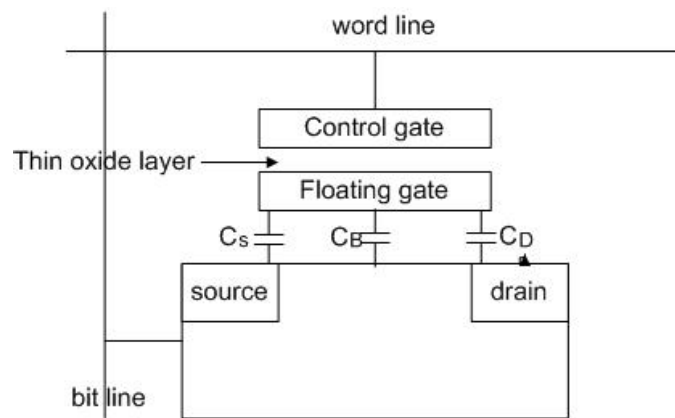 word line
Control gate
Thin oxide layer
Floating gate
Cs CB CD
source drain
bit line